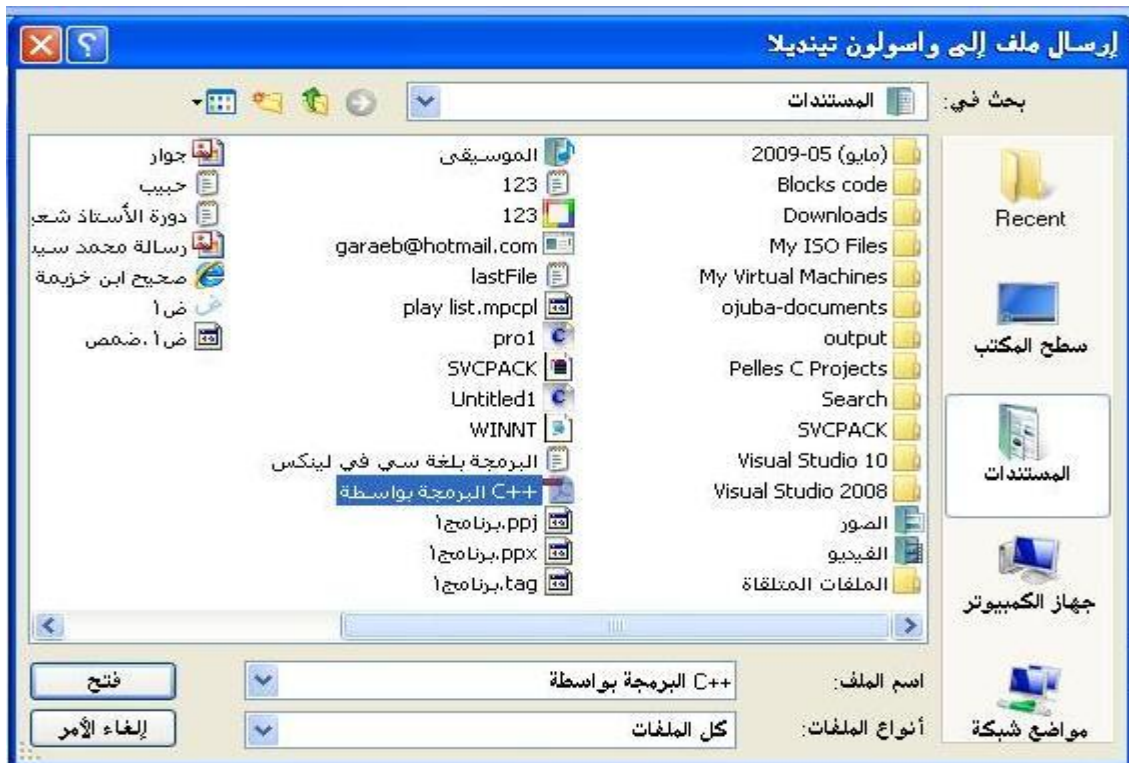 إرسال ملف إلى واسولون تينديلا
بحث في:
المستندات
Recent
سطح المكتب
المستندات
جهاز الكمبيوتر
مواضع شبكة
(مايو) 05-2009
Blocks code
Downloads
My ISO Files
My Virtual Machines
ojuba-documents
output
Pelles C Projects
Search
SVCPACK
Visual Studio 10
Visual Studio 2008
الصور
الفيديو
الملفات المتلقاة
الموسيقى
123
123
garaeb@hotmail.com
lastFile
play list.mpcpl
pro1
SVCPACK
Untitled1
WINNT
البرمجة بلغة سي في لينكس
C++ البرمجة بواسطة
برنامج١.ppj
برنامج١.ppx
برنامج١.tag
جوار
حبيب
دورة الأستاذ شعي
رسالة محمد سيد
صحيح ابن خزيمة
ض١
ض١.ضمص
اسم الملف:
C++ البرمجة بواسطة
فتح
أنواع الملفات:
كل الملفات
إلغاء الأمر